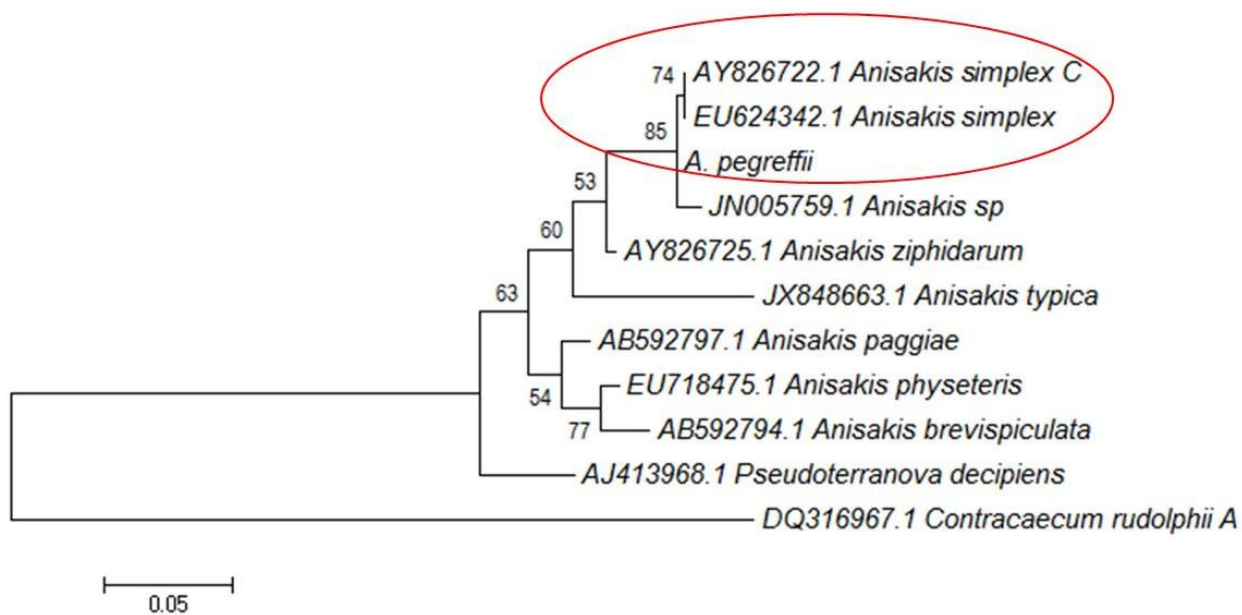 74
AY826722.1 Anisakis simplex C
EU624342.1 Anisakis simplex
85
A. pegreffii
53
JN005759.1 Anisakis sp
60
AY826725.1 Anisakis ziphidarum
63
JX848663.1 Anisakis typica
AB592797.1 Anisakis paggiae
EU718475.1 Anisakis physeteris
54
77
AB592794.1 Anisakis brevispiculata
AJ413968.1 Pseudoterranova decipiens
DQ316967.1 Contracaecum rudolphii A
0.05